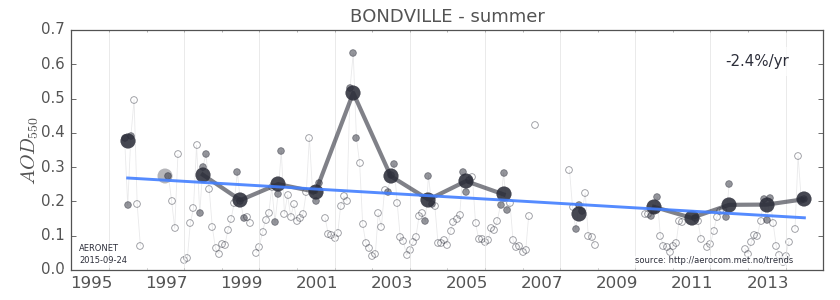 BONDVILLE - summer
0.7
0.6
0.5
0.4
0.3
0.2
0.1
0.0
AOD550
-2.4%/yr
AERONET
2015-09-24
source: http://aerocom.met.no/trends
1995 1997 1999 2001 2003 2005 2006 2007 2009 2011 2013